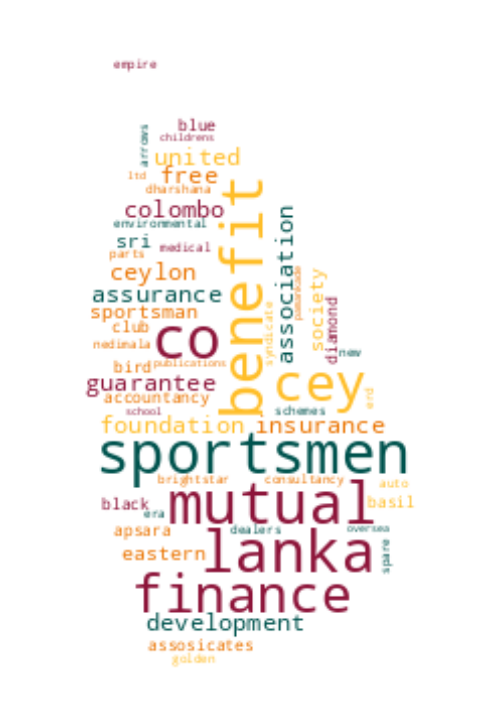 empire
blue
arrows
childrens
united
ltd
free
dharshana
benefit
colombo
environmental
association
sri
medical
parts
ceylon
pamankade
society
assurance
diamond
sportsman
syndicate
club
co
nedimala
new
bird
publications
cey
guarantee
accountancy
erd
school
schemes
foundation
insurance
sportsmen
brightstar
consultancy
auto
mutual
black
basil
era
apsara
dealers
oversea
lanka
eastern
spare
finance
development
assosicates
golden